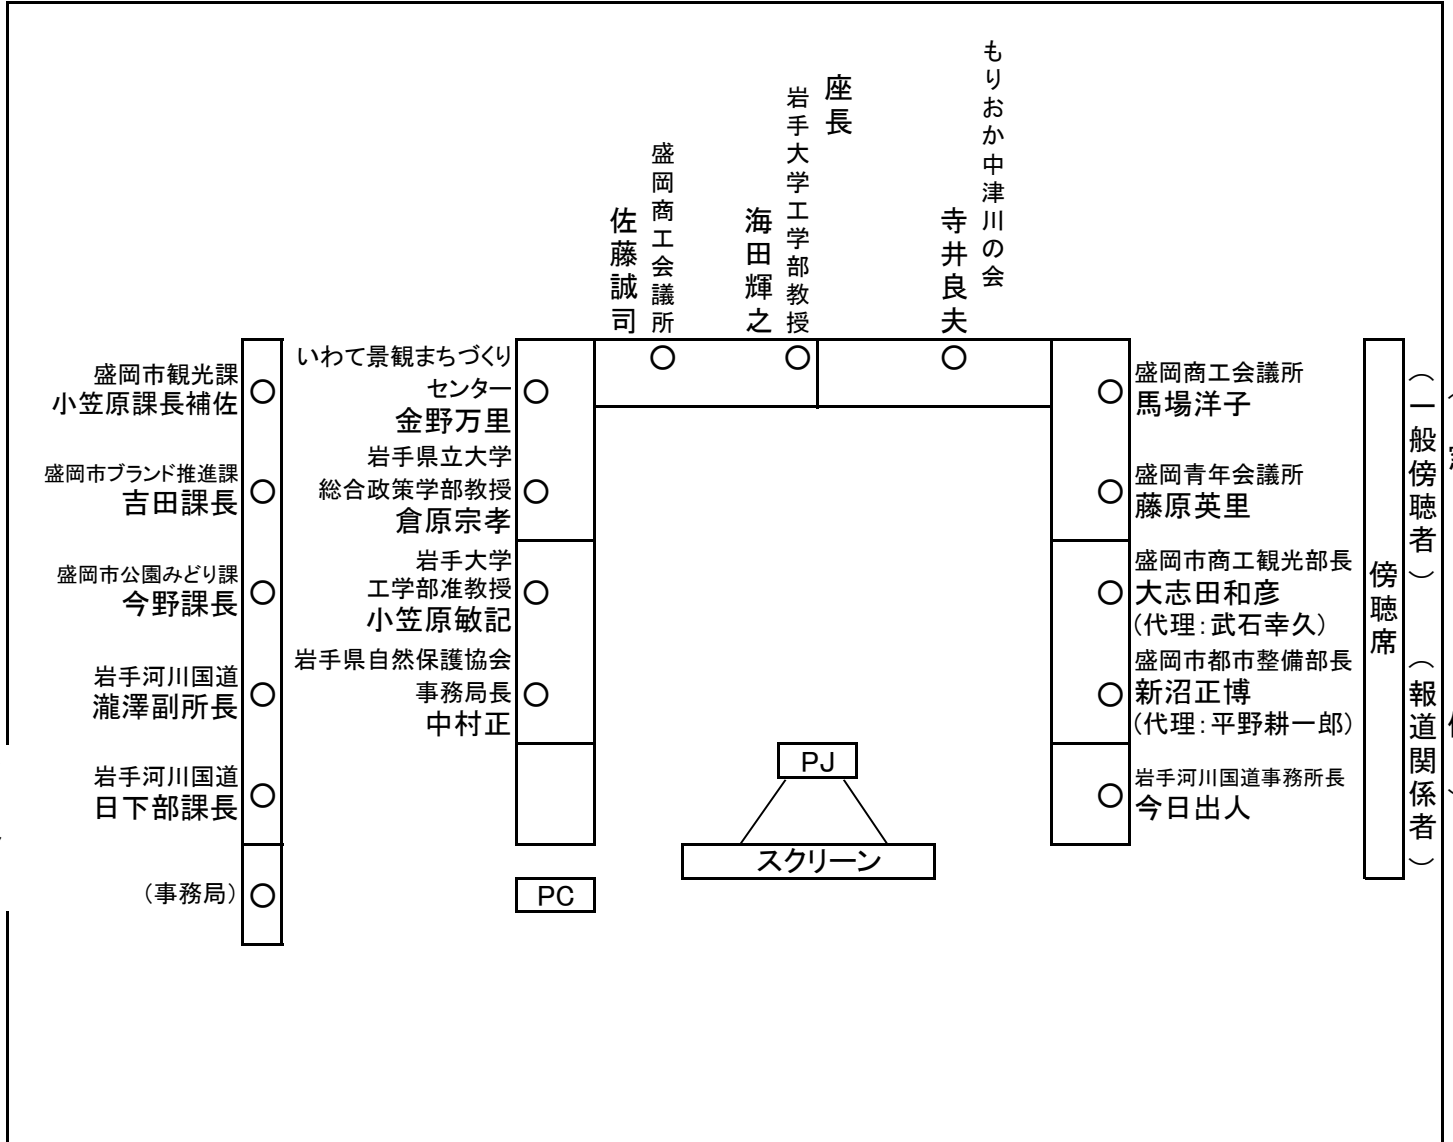 もりおか中津川の会
寺井良夫
座長
岩手大学工学部教授
海田輝之
盛岡商工会議所
佐藤誠司
盛岡市観光課
小笠原課長補佐
盛岡市ブランド推進課
吉田課長
盛岡市公園みどり課
今野課長
岩手河川国道
瀧澤副所長
岩手河川国道
日下部課長
（事務局）
いわて景観まちづくり
センター
金野万里
岩手県立大学
総合政策学部教授
倉原宗孝
岩手大学
工学部准教授
小笠原敏記
岩手県自然保護協会
事務局長
中村正
PC
PJ
スクリーン
盛岡商工会議所
馬場洋子
盛岡青年会議所
藤原英里
盛岡市商工観光部長
大志田和彦
（代理：武石幸久）
盛岡市都市整備部長
新沼正博
（代理：平野耕一郎）
岩手河川国道事務所長
今日出人
傍聴席
（一般傍聴者）
（報道関係者）